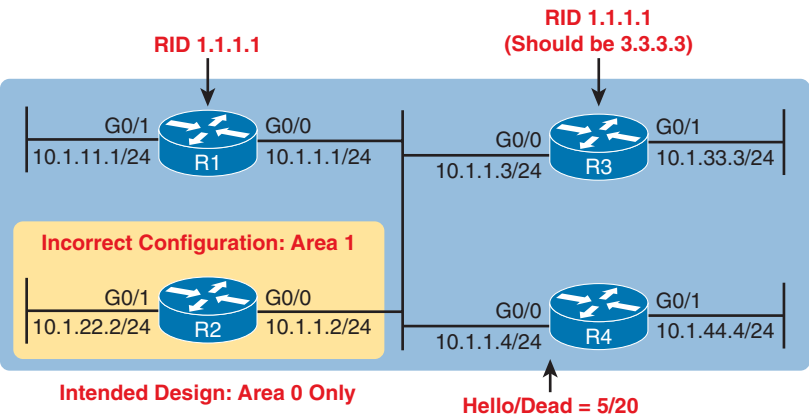 RID 1.1.1.1
RID 1.1.1.1
(Should be 3.3.3.3)
G0/1
G0/0
10.1.11.1/24
R1
10.1.1.1/24
G0/0
G0/1
10.1.1.3/24
R3
10.1.33.3/24
Incorrect Configuration: Area 1
G0/1
G0/0
10.1.22.2/24
R2
10.1.1.2/24
G0/0
G0/1
10.1.1.4/24
R4
10.1.44.4/24
Intended Design: Area 0 Only
Hello/Dead = 5/20